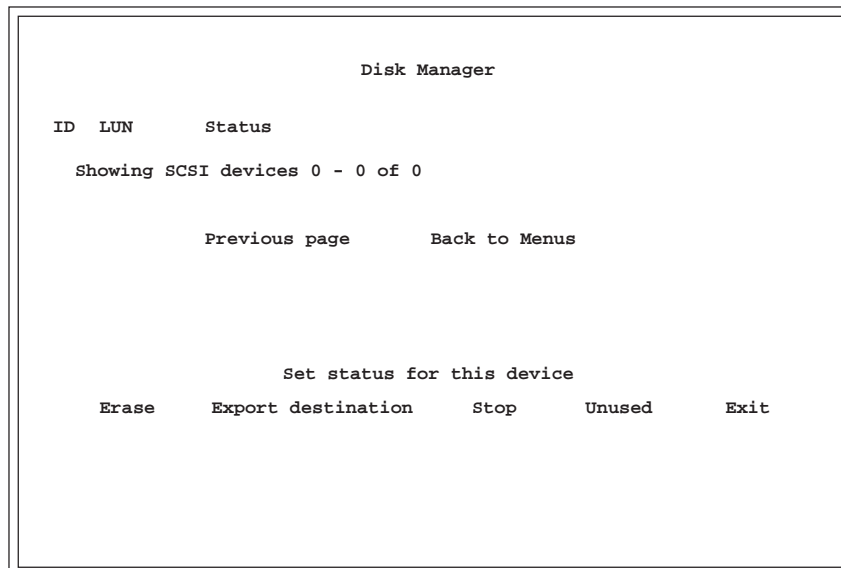 Disk Manager
ID LUN Status
Showing SCSI devices 0 - 0 of 0
Previous page Back to Menus
Set status for this device
Erase Export destination Stop Unused Exit